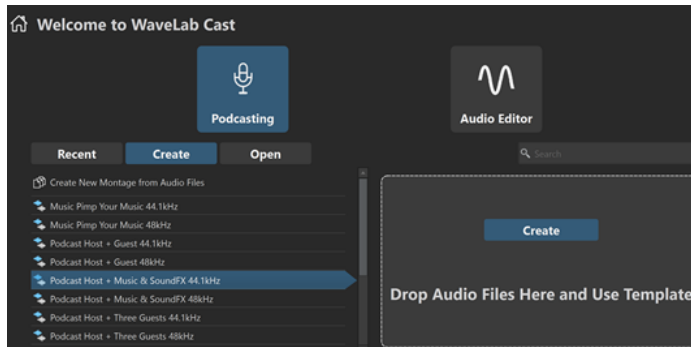 Welcome to WaveLab Cast
Podcasting
Audio Editor
Recent
Create
Open
Search
Create New Montage from Audio Files
Music Pimp Your Music 44.1kHz
Music Pimp Your Music 48kHz
Podcast Host + Guest 44.1kHz
Podcast Host + Guest 48kHz
Podcast Host + Music & SoundFX 44.1kHz
Podcast Host + Music & SoundFX 48kHz
Podcast Host + Three Guests 44.1kHz
Podcast Host + Three Guests 48kHz
Create
Drop Audio Files Here and Use Template